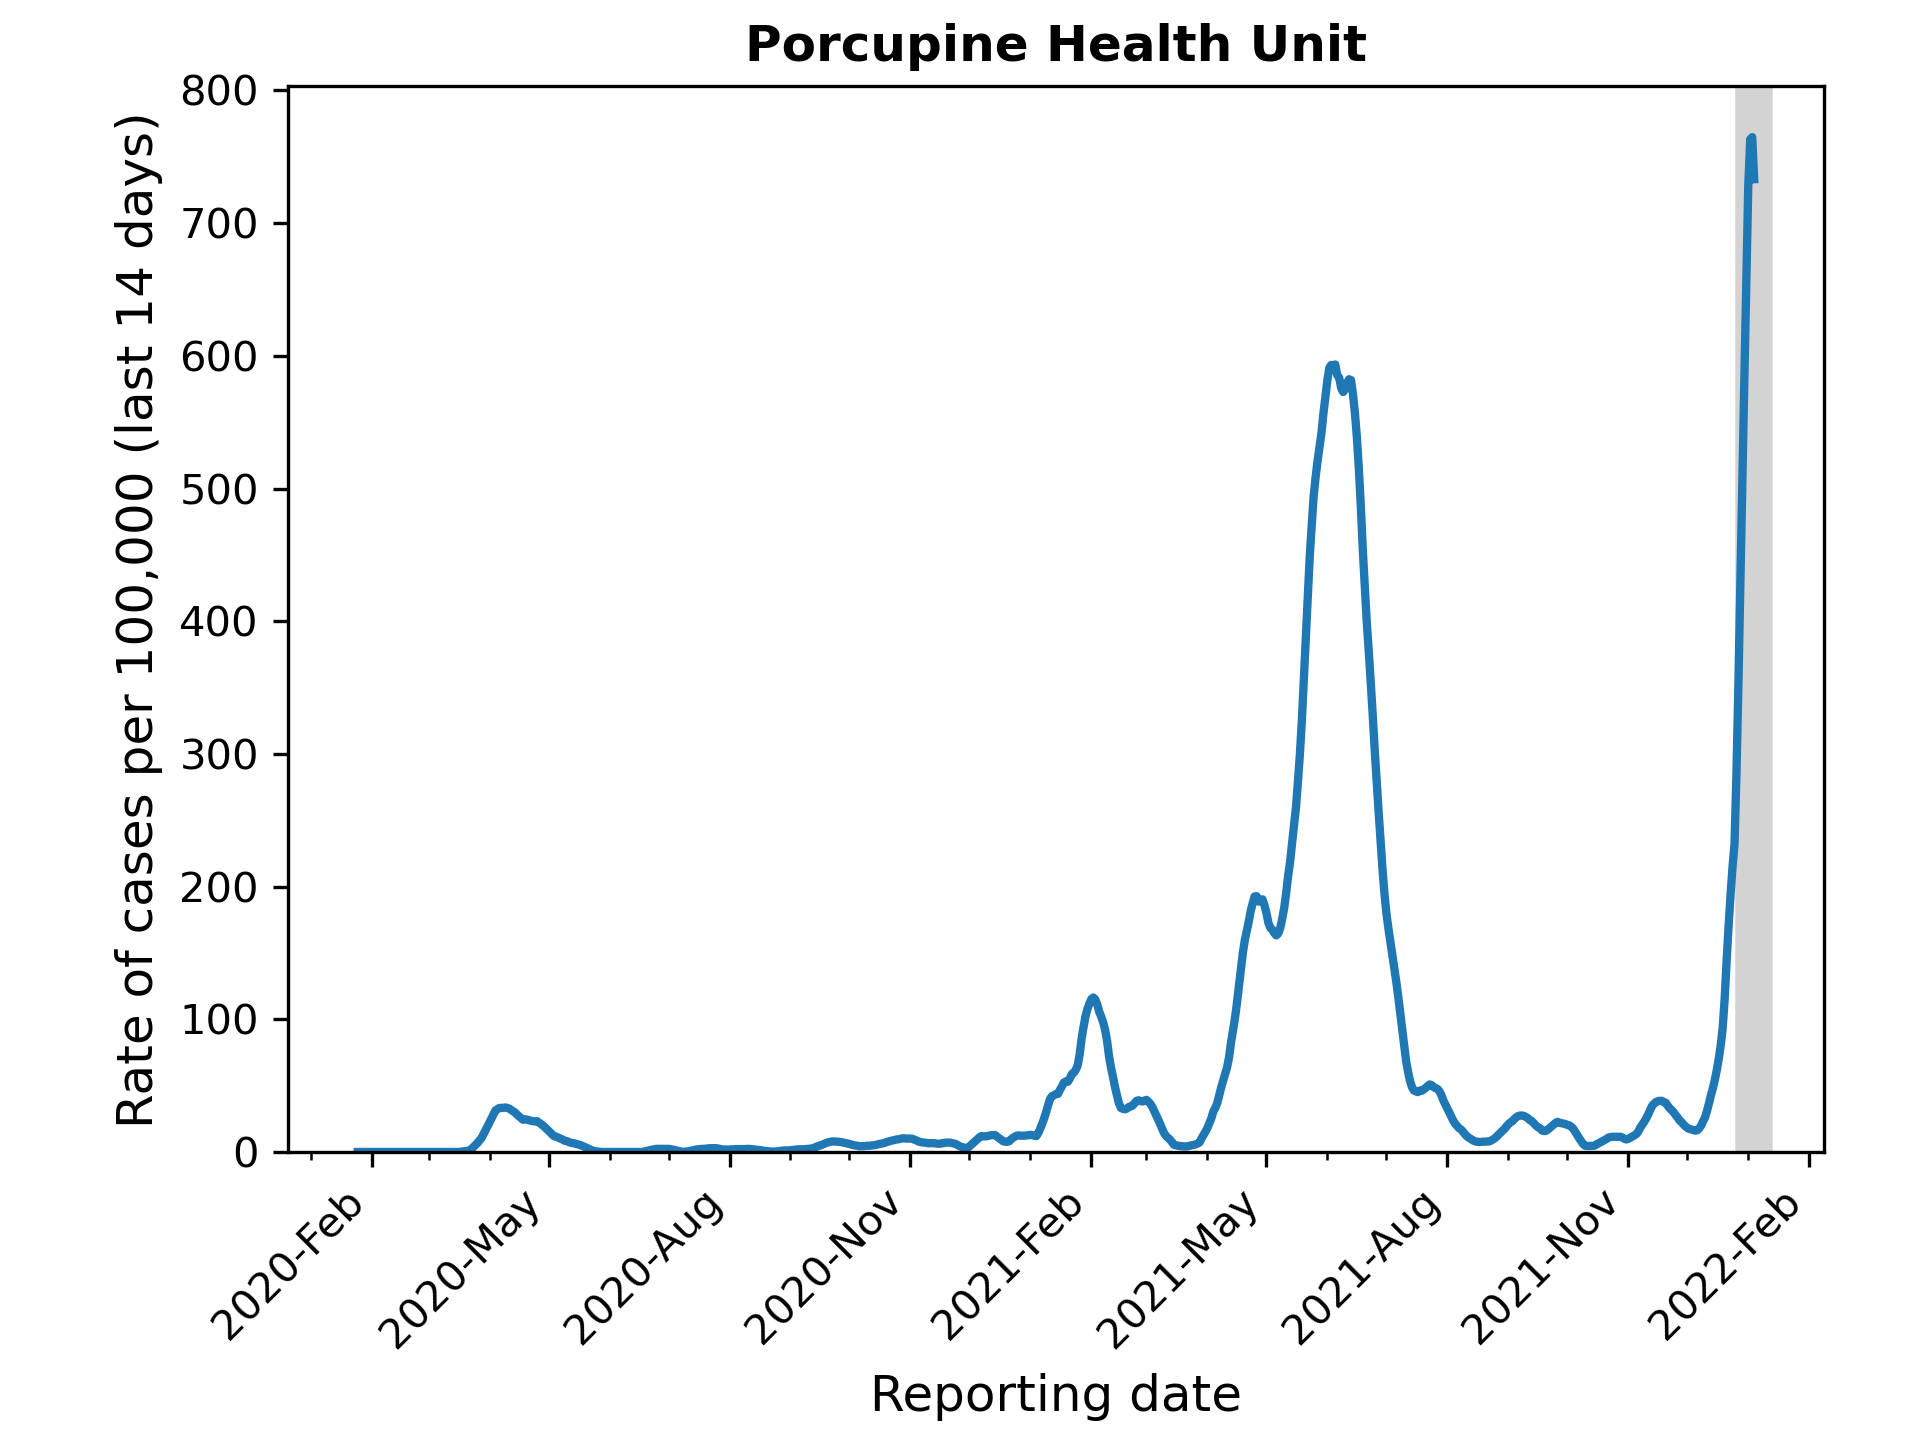 Porcupine Health Unit
Rate of cases per 100,000 (last 14 days)
800
700
600
500
400
300
200
100
0
2020-Feb
2020-May
2020-Aug
2020-Nov
2021-Feb
2021-May
2021-Aug
2021-Nov
2022-Feb
Reporting date